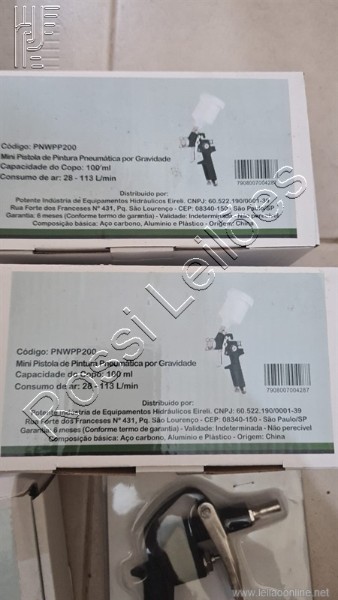 Código: PNWPP200
Mini Pistola de Pintura Pneumática por Gravidade
Capacidade do Copo: 100 ml
Consumo de ar: 28 - 113 L/min
7908007004287
Distribuido por:
Potente Indústria de Equipamentos Hidráulicos Eireli. CNPJ: 60.522.190/0001-39
Rua Forte dos Franceses Nº 431, Pq. São Lourenço - CEP: 08340-150 - São Paulo/SP
Garantia: 6 meses (Conforme termo de garantia) - Validade: Indeterminada - Não perecível
Composição básica: Aço carbono, Alumínio e Plástico - Origem: China
Código: PNWPP200
Mini Pistola de Pintura Pneumática por Gravidade
Capacidade do Copo: 100 ml
Consumo de ar: 28 - 113 L/min
7908007004287
Distribuido por:
Potente Indústria de Equipamentos Hidráulicos Eireli. CNPJ: 60.522.190/0001-39
Rua Forte dos Franceses Nº 431, Pq. São Lourenço - CEP: 08340-150 - São Paulo/SP
Garantia: 6 meses (Conforme termo de garantia) - Validade: Indeterminada - Não perecível
Composição básica: Aço carbono, Alumínio e Plástico - Origem: China
Dossi Leilões
www.leilaoonline.net